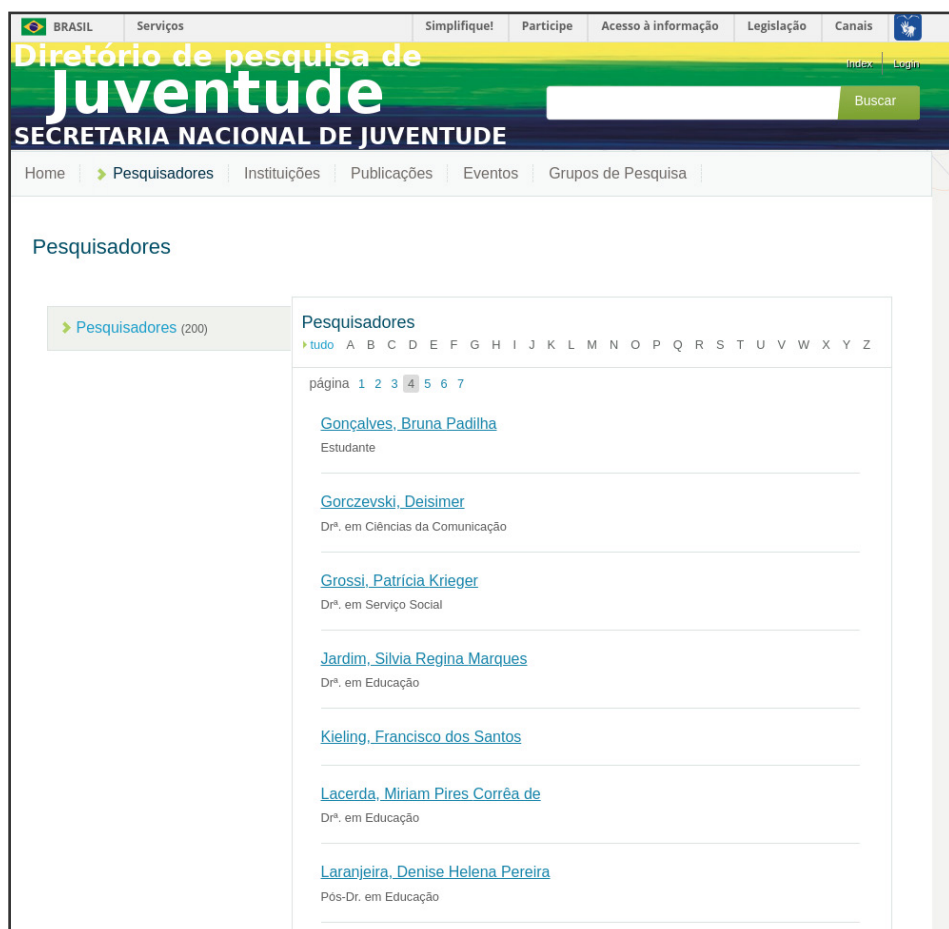 BRASIL Serviços Simplifique! Participe Acesso à informação Legislação Canais
Diretório de pesquisa de
Juventude
SECRETARIA NACIONAL DE JUVENTUDE
Index Login
Buscar
Home Pesquisadores Instituições Publicações Eventos Grupos de Pesquisa
Pesquisadores
Pesquisadores (200)
Pesquisadores
tudo A B C D E F G H I J K L M N O P Q R S T U V W X Y Z
página 1 2 3 4 5 6 7
Gonçalves, Bruna Padilha
Estudante
Gorczevski, Deisimer
Drª. em Ciências da Comunicação
Grossi, Patrícia Krieger
Drª. em Serviço Social
Jardim, Silvia Regina Marques
Drª. em Educação
Kieling, Francisco dos Santos
Lacerda, Miriam Pires Corrêa de
Drª. em Educação
Laranjeira, Denise Helena Pereira
Pós-Dr. em Educação